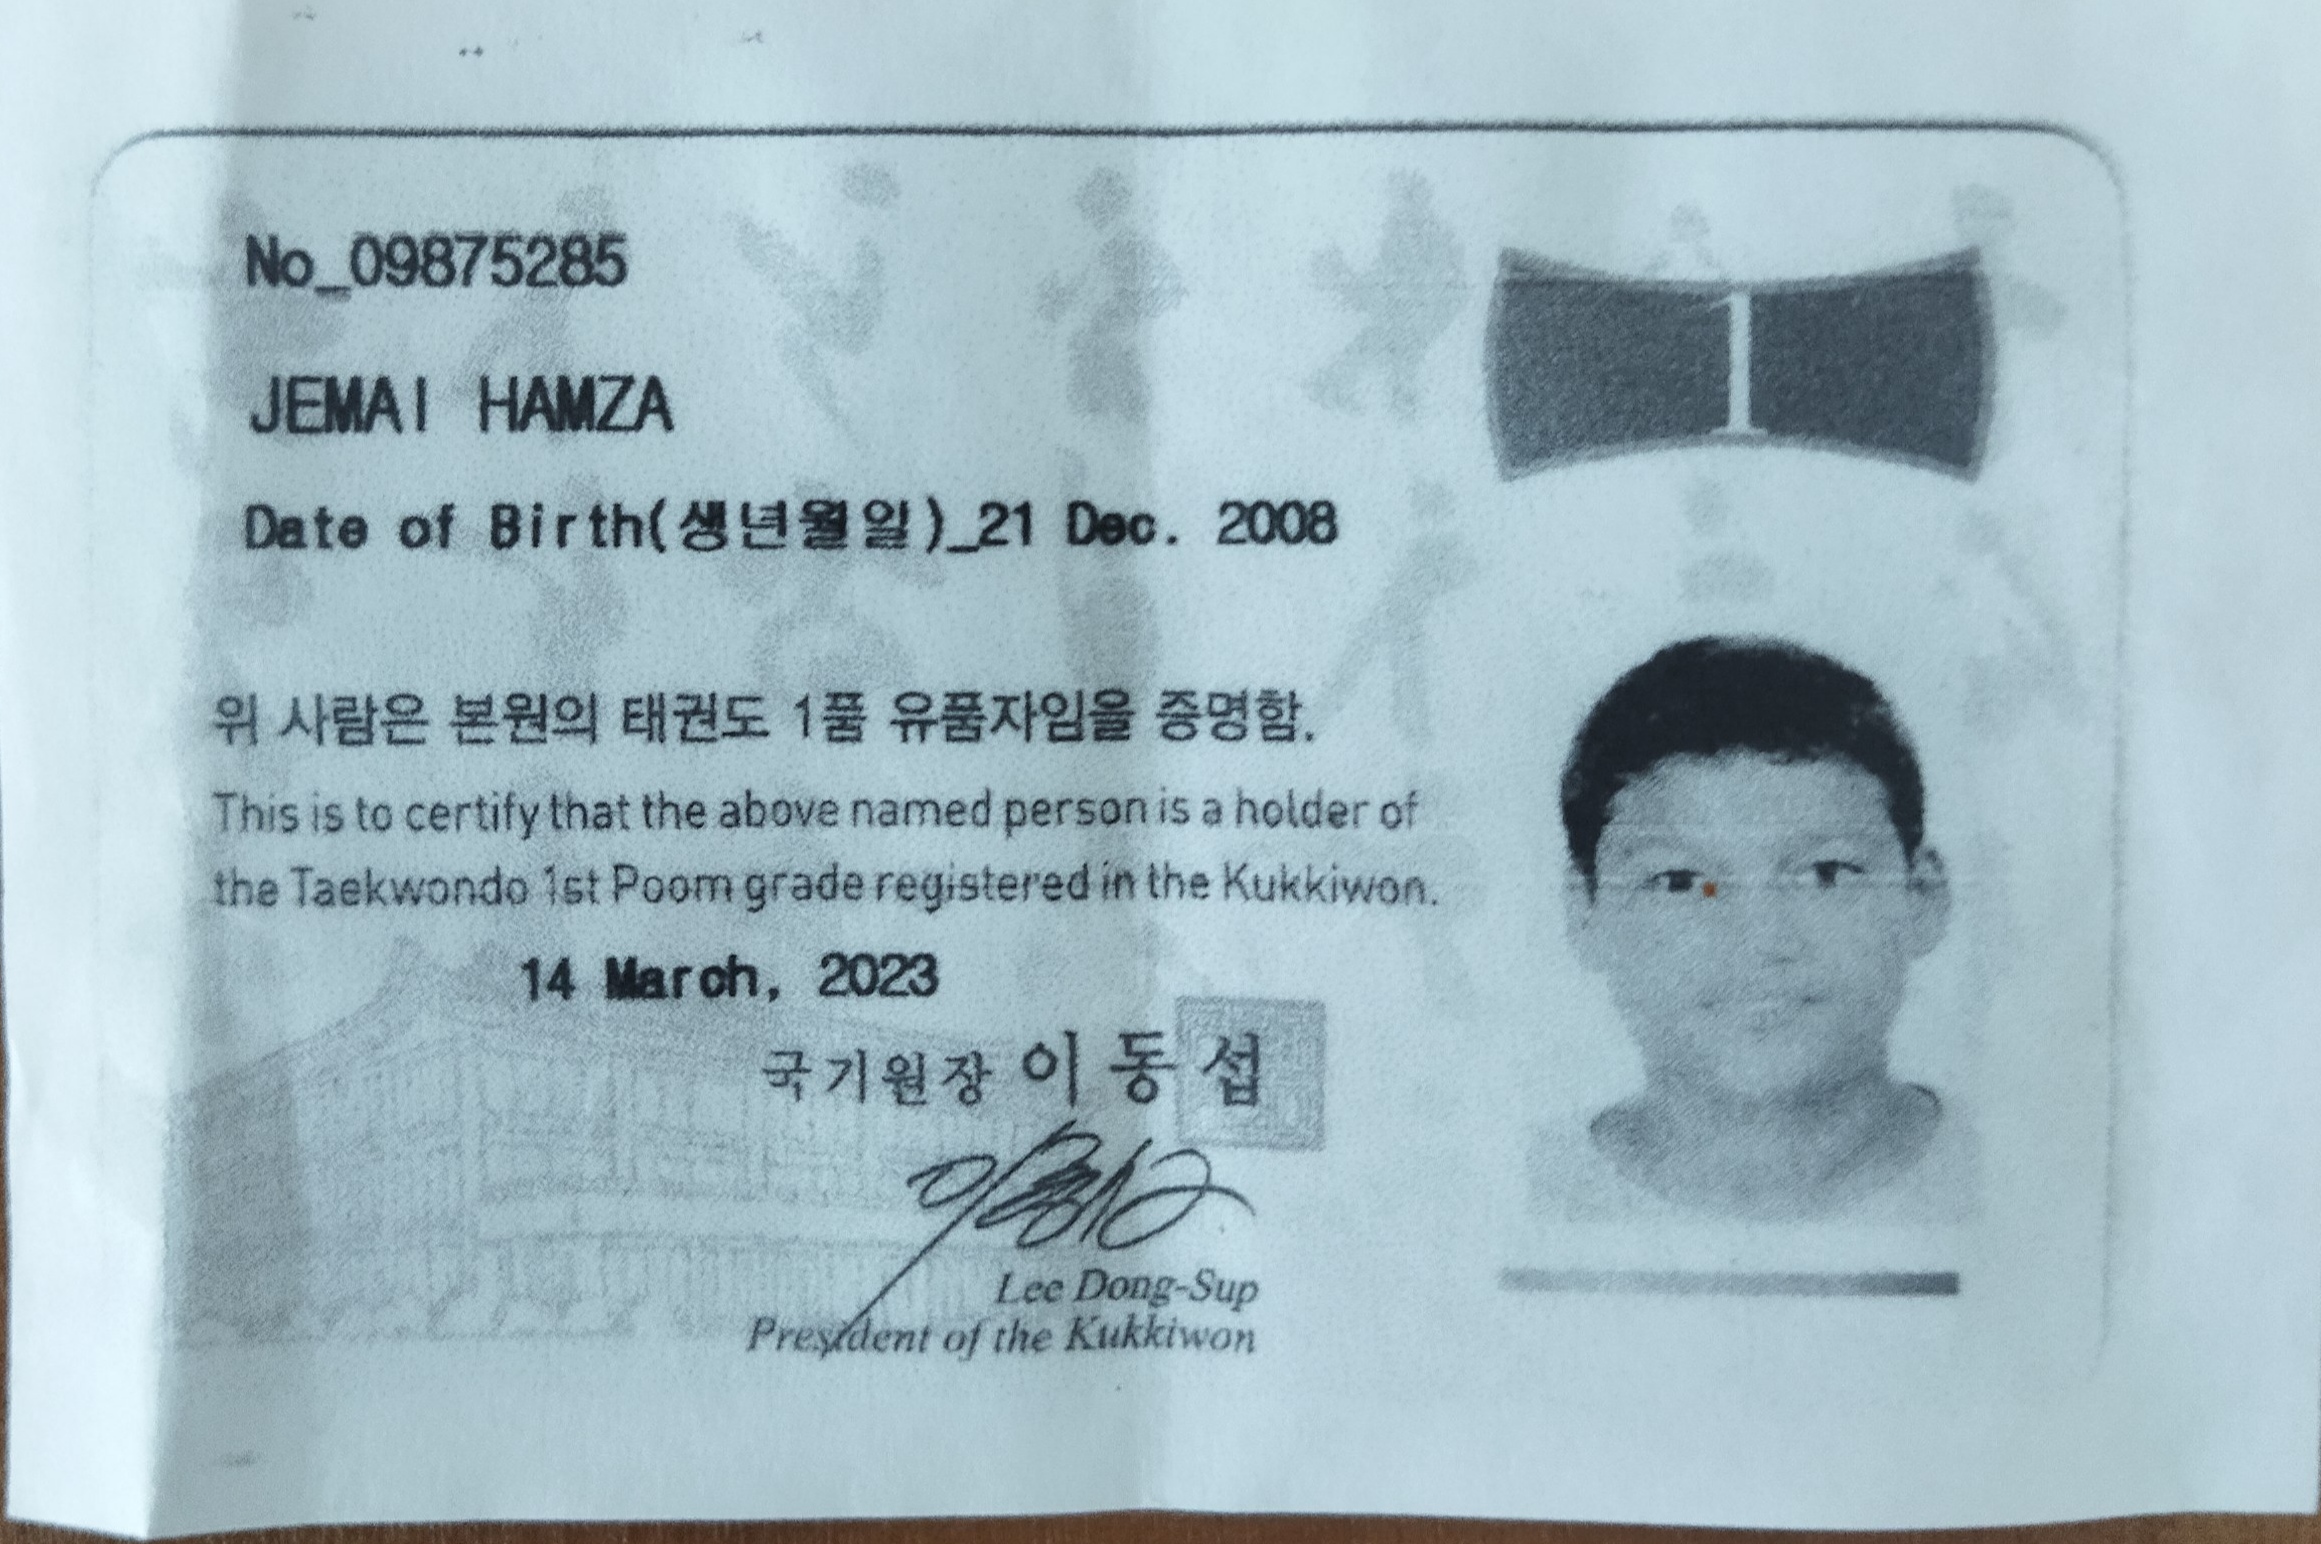 No_09875285
1
JEMAI HAMZA
Date of Birth(생년월일)_21 Dec. 2008
위 사람은 본원의 태권도 1품 유품자임을 증명함.
This is to certify that the above named person is a holder of
the Taekwondo 1st Poom grade registered in the Kukkiwon.
14 March, 2023
국기원장 이동섭
Lee Dong-Sup
President of the Kukkiwon